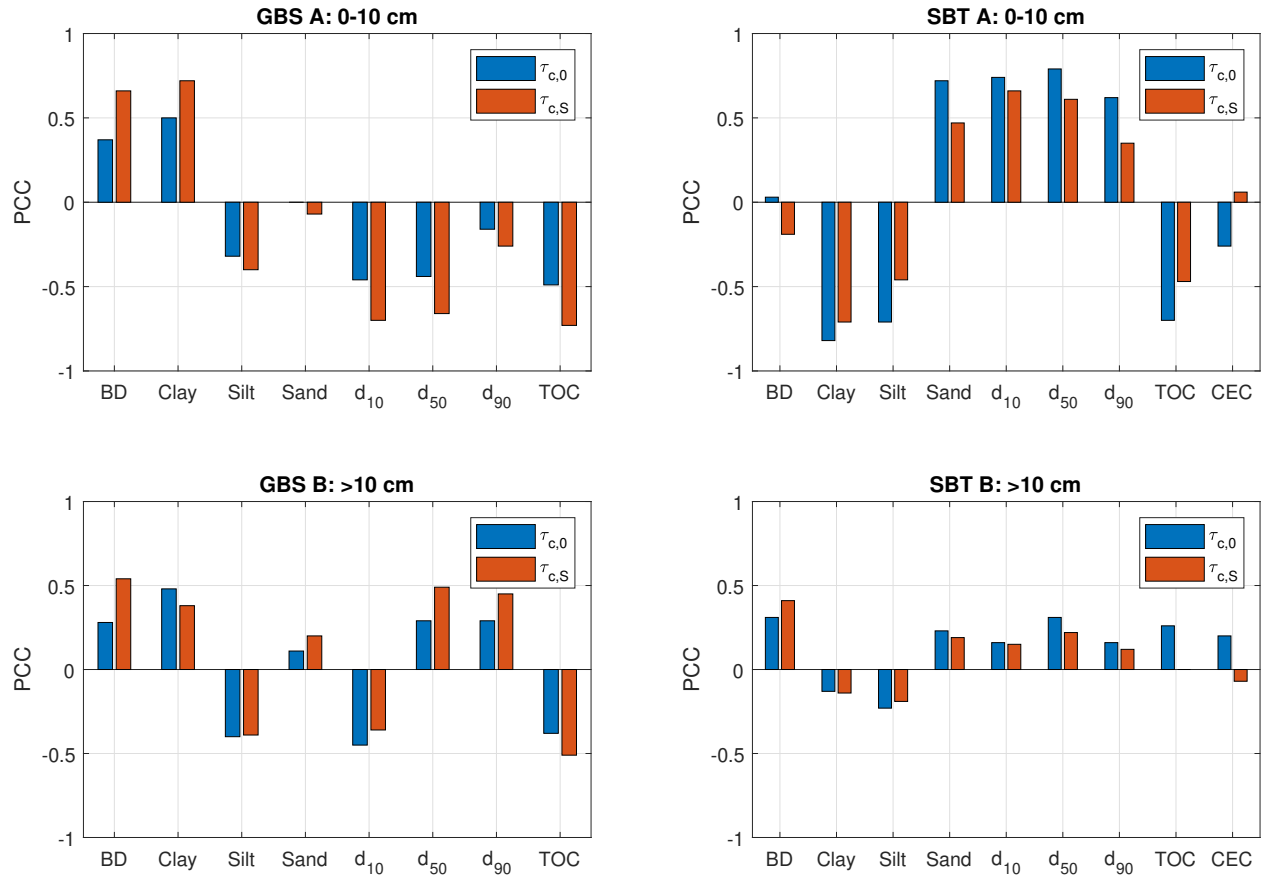 GBS A: 0-10 cm
1
0.5
0
-0.5
-1
PCC
τc,0
τc,S
BD Clay Silt Sand d10 d50 d90 TOC
SBT A: 0-10 cm
1
0.5
0
-0.5
-1
PCC
τc,0
τc,S
BD Clay Silt Sand d10 d50 d90 TOC CEC
GBS B: >10 cm
1
0.5
0
-0.5
-1
PCC
τc,0
τc,S
BD Clay Silt Sand d10 d50 d90 TOC
SBT B: >10 cm
1
0.5
0
-0.5
-1
PCC
τc,0
τc,S
BD Clay Silt Sand d10 d50 d90 TOC CEC